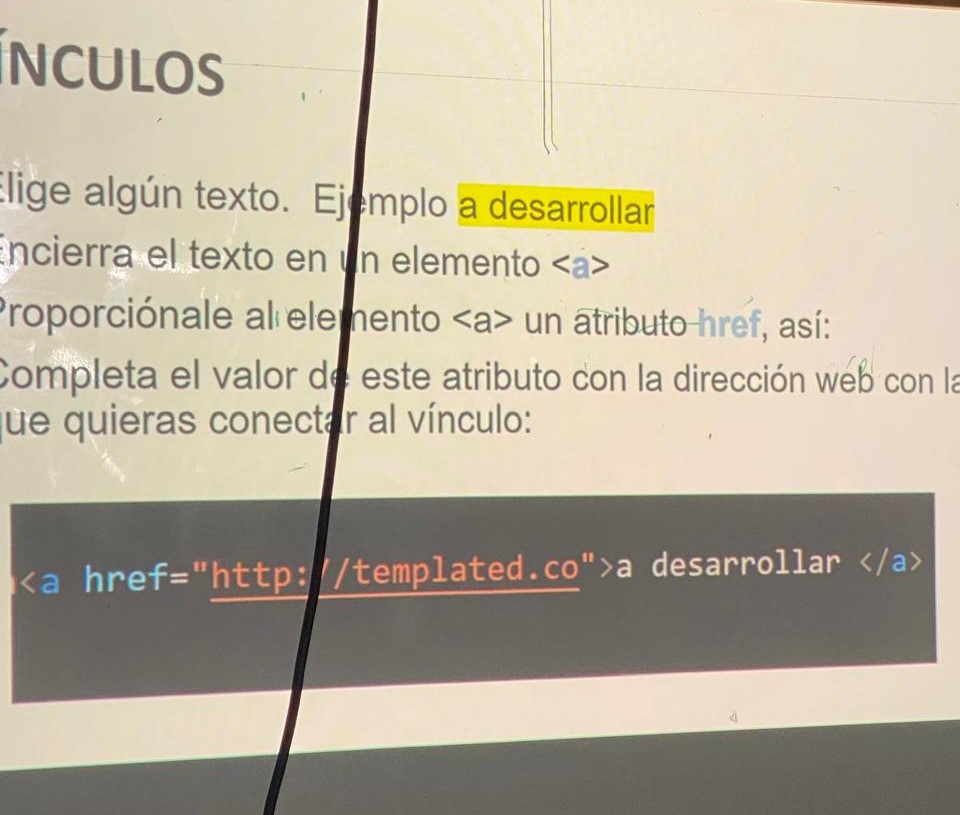 ÍNCULOS
Elige algún texto. Ejemplo a desarrollar
Encierra el texto en un elemento <a>
Proporciónale al elemento <a> un atributo href, así:
Completa el valor de este atributo con la dirección web con la
que quieras conectar al vínculo:
<a href="http://templated.co">a desarrollar </a>